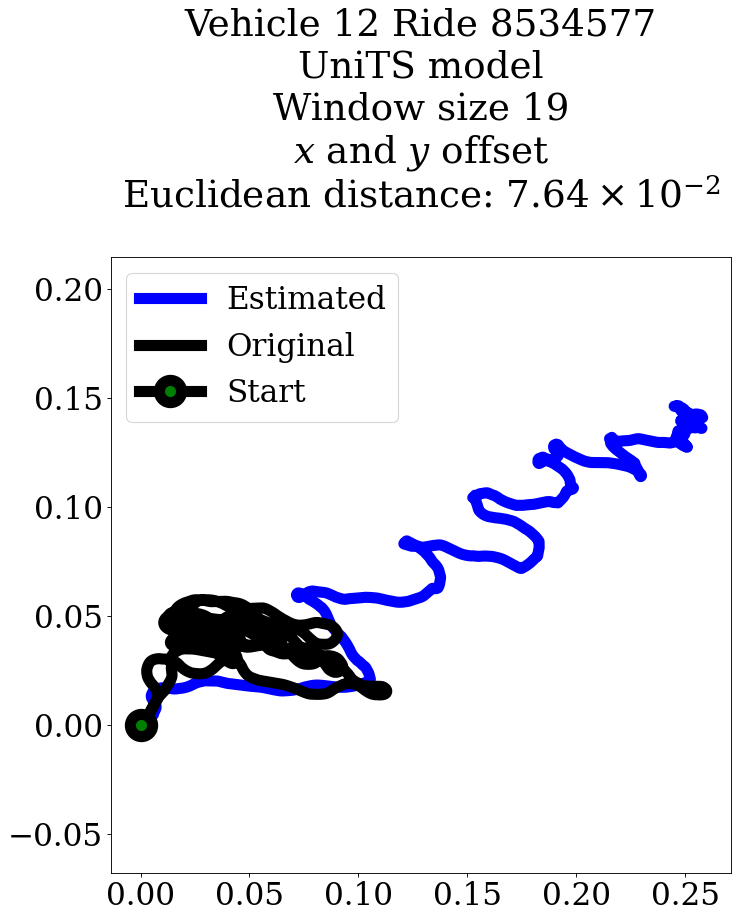 Vehicle 12 Ride 8534577
UniTS model
Window size 19
x and y offset
Euclidean distance: 7.64 × 10⁻²
Estimated
Original
Start
0.20
0.15
0.10
0.05
0.00
−0.05
0.00 0.05 0.10 0.15 0.20 0.25